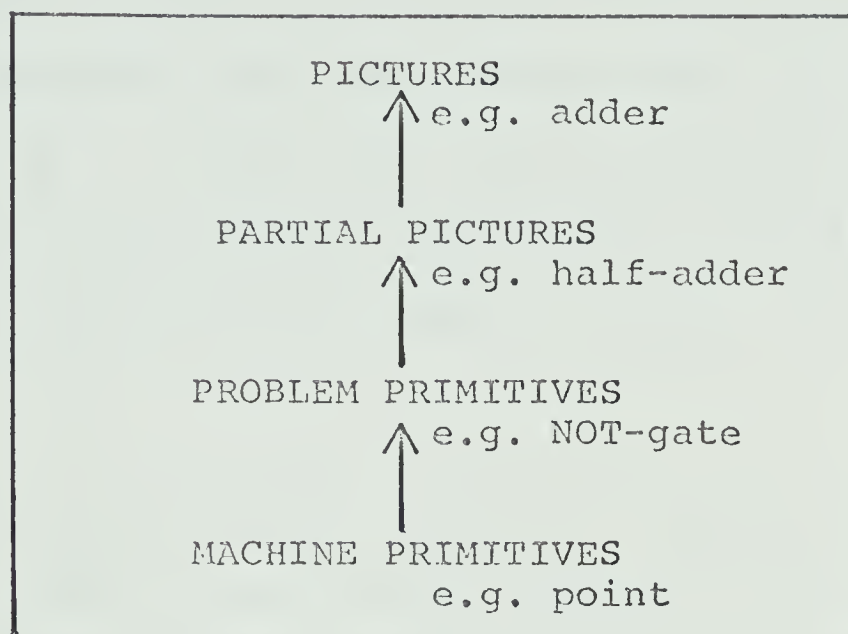 PICTURES
e.g. adder
PARTIAL PICTURES
e.g. half-adder
PROBLEM PRIMITIVES
e.g. NOT-gate
MACHINE PRIMITIVES
e.g. point